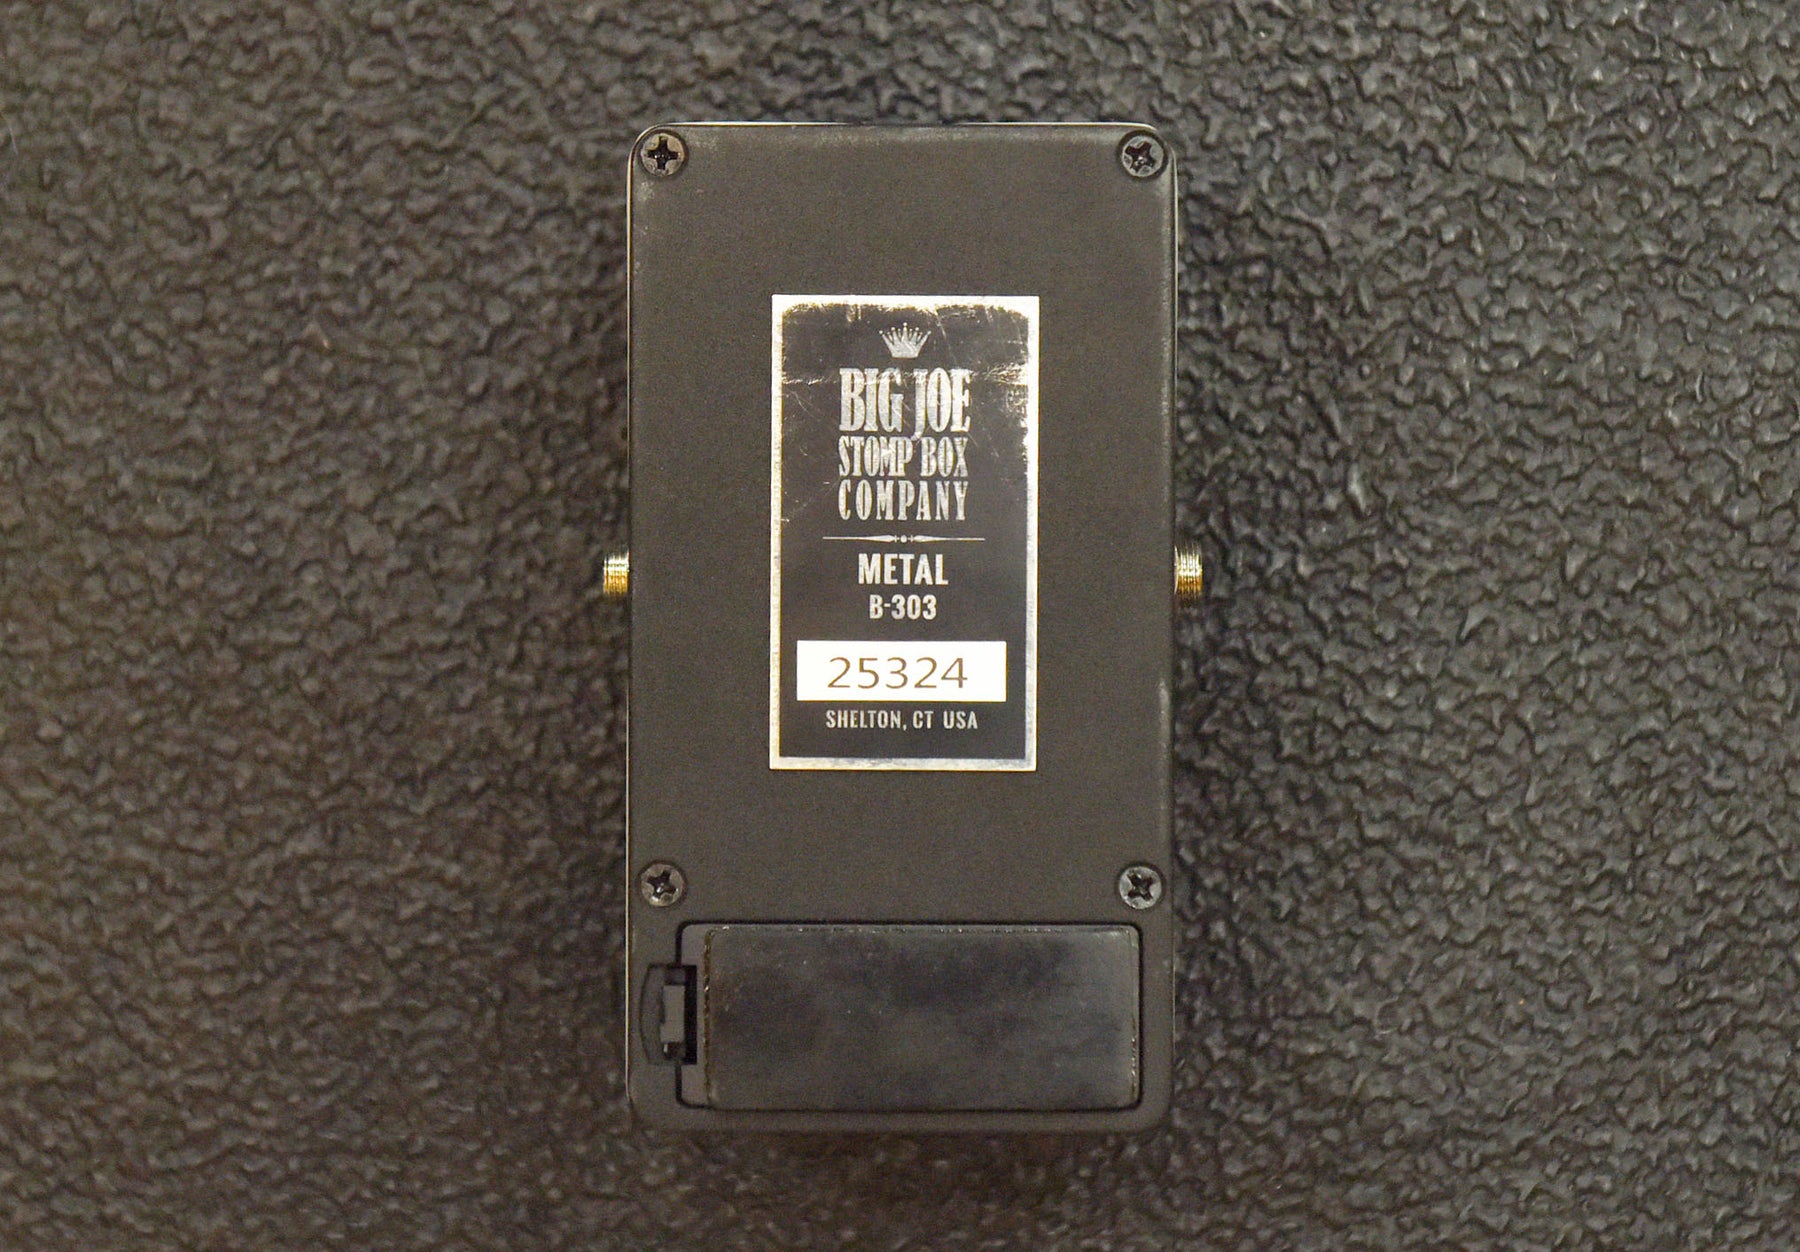 BIG JOE
STOMP BOX
COMPANY
METAL
B-303
25324
SHELTON, CT USA